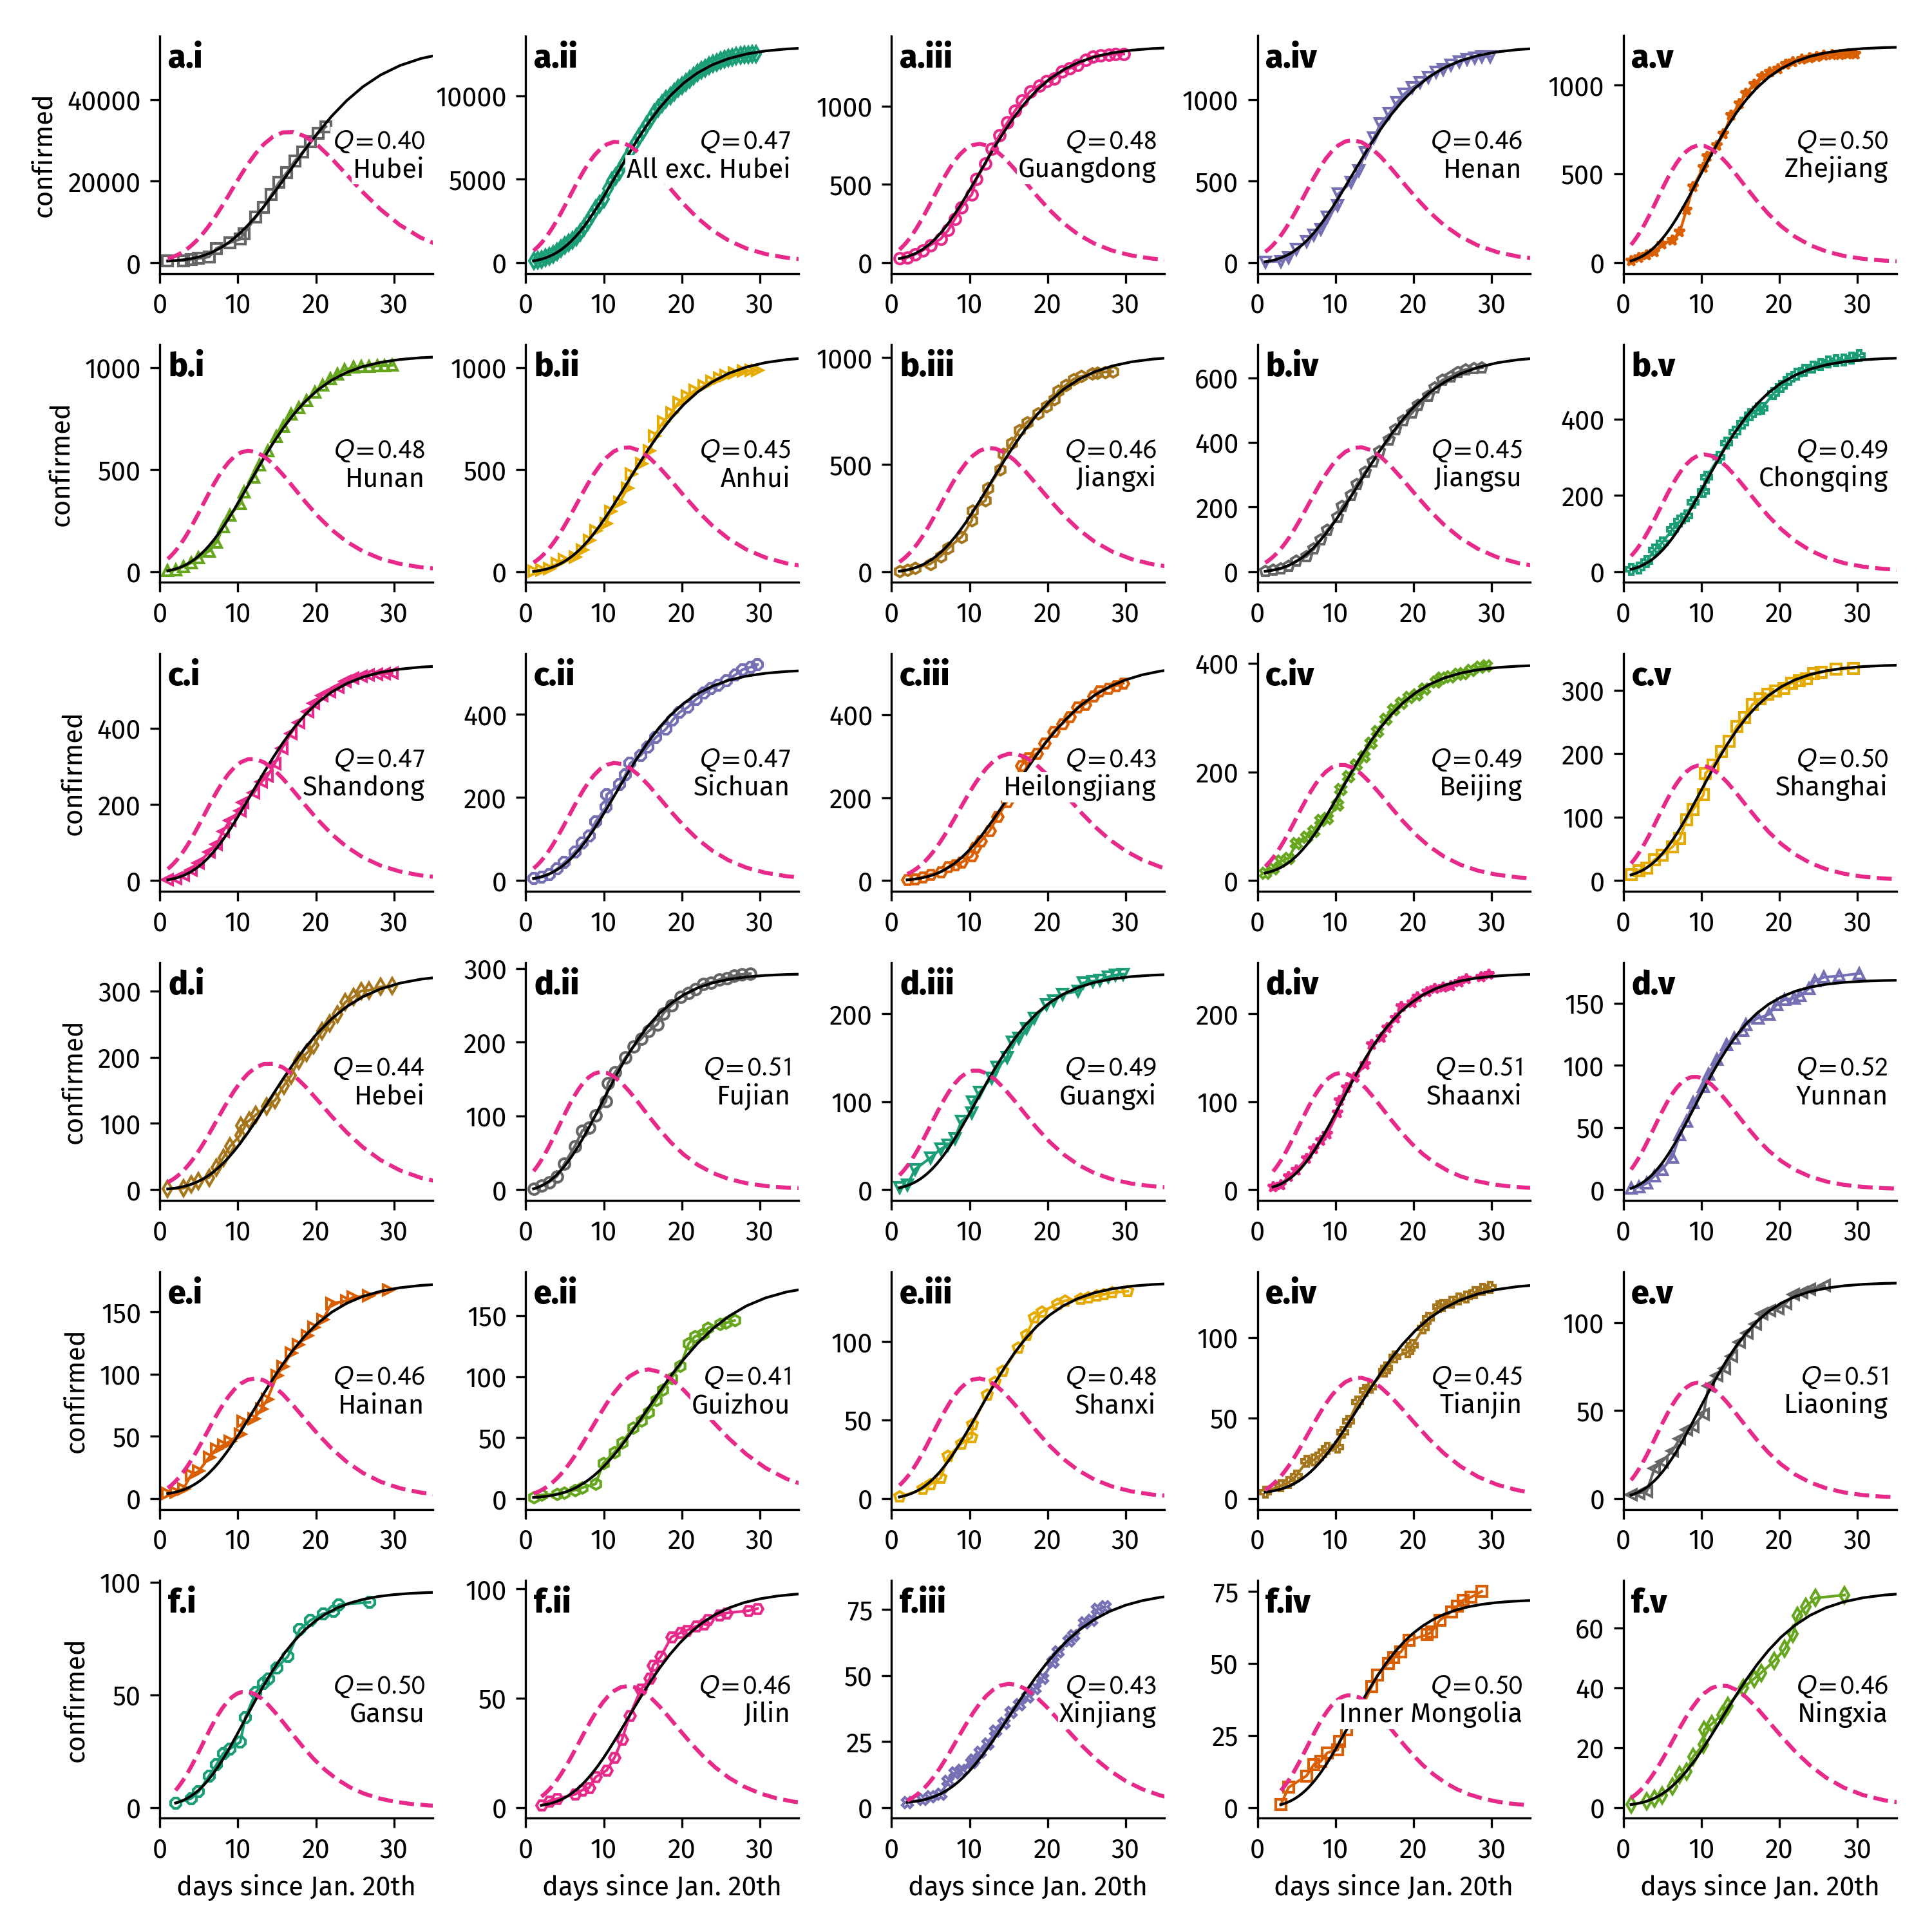 a.i
confirmed
40000
20000
0
Q=0.40
Hubei
0 10 20 30
a.ii
10000
5000
0
Q=0.47
All exc. Hubei
0 10 20 30
a.iii
1000
500
0
Q=0.48
Guangdong
0 10 20 30
a.iv
1000
500
0
Q=0.46
Henan
0 10 20 30
a.v
1000
500
0
Q=0.50
Zhejiang
0 10 20 30
b.i
confirmed
1000
500
0
Q=0.48
Hunan
0 10 20 30
b.ii
1000
500
0
Q=0.45
Anhui
0 10 20 30
b.iii
1000
500
0
Q=0.46
Jiangxi
0 10 20 30
b.iv
600
400
200
0
Q=0.45
Jiangsu
0 10 20 30
b.v
400
200
0
Q=0.49
Chongqing
0 10 20 30
c.i
confirmed
400
200
0
Q=0.47
Shandong
0 10 20 30
c.ii
400
200
0
Q=0.47
Sichuan
0 10 20 30
c.iii
400
200
0
Q=0.43
Heilongjiang
0 10 20 30
c.iv
400
200
0
Q=0.49
Beijing
0 10 20 30
c.v
300
200
100
0
Q=0.50
Shanghai
0 10 20 30
d.i
confirmed
300
200
100
0
Q=0.44
Hebei
0 10 20 30
d.ii
300
200
100
0
Q=0.51
Fujian
0 10 20 30
d.iii
200
100
0
Q=0.49
Guangxi
0 10 20 30
d.iv
200
100
0
Q=0.51
Shaanxi
0 10 20 30
d.v
150
100
50
0
Q=0.52
Yunnan
0 10 20 30
e.i
confirmed
150
100
50
0
Q=0.46
Hainan
0 10 20 30
e.ii
150
100
50
0
Q=0.41
Guizhou
0 10 20 30
e.iii
100
50
0
Q=0.48
Shanxi
0 10 20 30
e.iv
100
50
0
Q=0.45
Tianjin
0 10 20 30
e.v
100
50
0
Q=0.51
Liaoning
0 10 20 30
f.i
confirmed
100
50
0
Q=0.50
Gansu
0 10 20 30
days since Jan. 20th
f.ii
100
50
0
Q=0.46
Jilin
0 10 20 30
days since Jan. 20th
f.iii
75
50
25
0
Q=0.43
Xinjiang
0 10 20 30
days since Jan. 20th
f.iv
75
50
25
0
Q=0.50
Inner Mongolia
0 10 20 30
days since Jan. 20th
f.v
60
40
20
0
Q=0.46
Ningxia
0 10 20 30
days since Jan. 20th